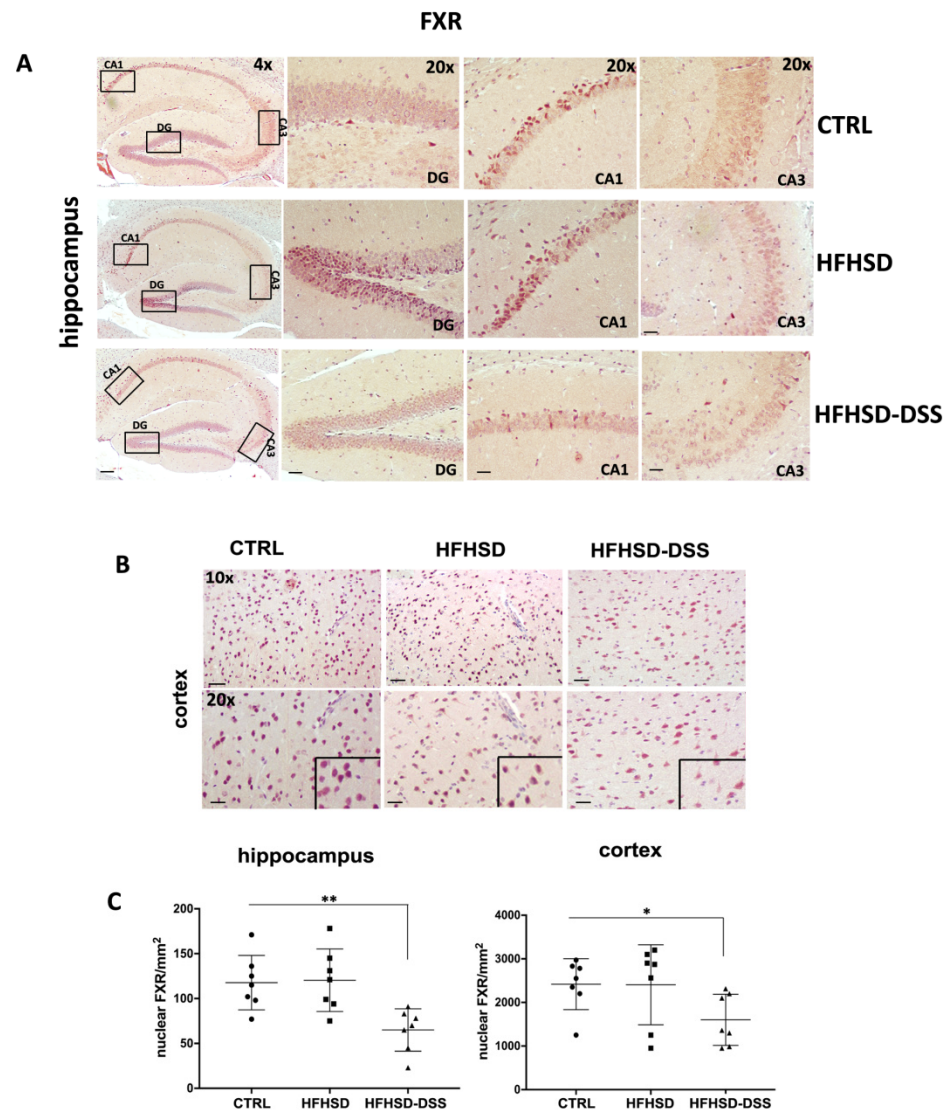 FXR
A
CA1
4x
DG
CA3
20x
DG
20x
CA1
20x
CA3
CTRL
hippocampus
CA1
DG
CA3
DG
CA1
CA3
HFHSD
CA1
DG
CA3
DG
CA1
CA3
HFHSD-DSS
B
CTRL
HFHSD
HFHSD-DSS
cortex
10x
20x
hippocampus
cortex
C
nuclear FXR/mm²
200
150
100
50
0
**
CTRL
HFHSD
HFHSD-DSS
nuclear FXR/mm²
4000
3000
2000
1000
0
*
CTRL
HFHSD
HFHSD-DSS